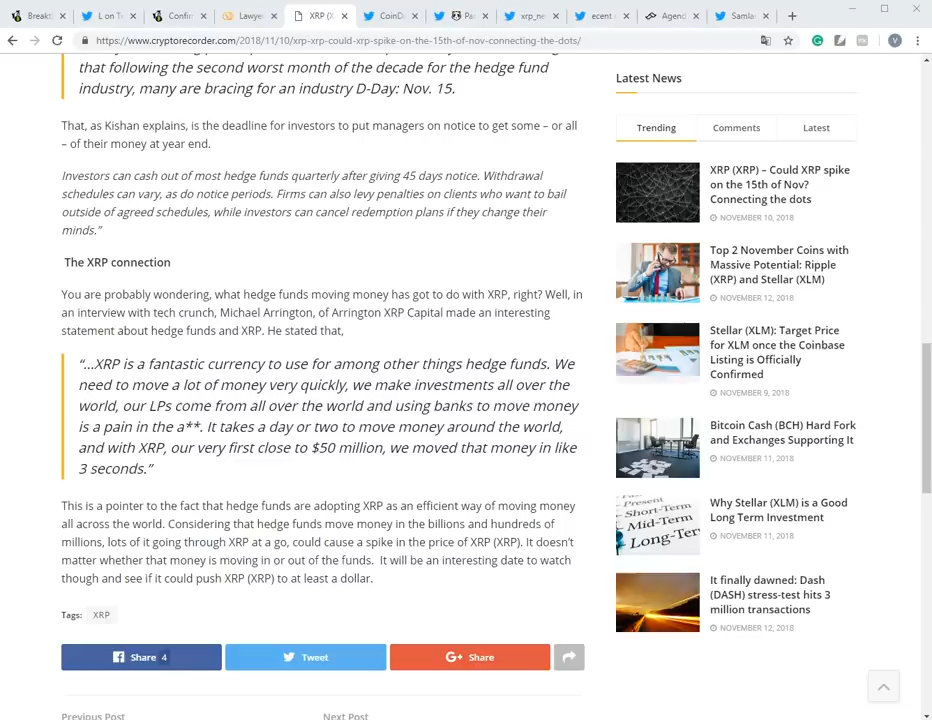 Breakt
L on T
Confirm
Lawyer
XRP (X
CoinD
Pa
xrp_ne
ecent
Agend
Samla
https://www.cryptorecorder.com/2018/11/10/xrp-xrp-could-xrp-spike-on-the-15th-of-nov-connecting-the-dots/
V
that following the second worst month of the decade for the hedge fund
industry, many are bracing for an industry D-Day: Nov. 15.
That, as Kishan explains, is the deadline for investors to put managers on notice to get some – or all
– of their money at year end.
Investors can cash out of most hedge funds quarterly after giving 45 days notice. Withdrawal
schedules can vary, as do notice periods. Firms can also levy penalties on clients who want to bail
outside of agreed schedules, while investors can cancel redemption plans if they change their
minds.”
The XRP connection
You are probably wondering, what hedge funds moving money has got to do with XRP, right? Well, in
an interview with tech crunch, Michael Arrington, of Arrington XRP Capital made an interesting
statement about hedge funds and XRP. He stated that,
“...XRP is a fantastic currency to use for among other things hedge funds. We
need to move a lot of money very quickly, we make investments all over the
world, our LPs come from all over the world and using banks to move money
is a pain in the a**. It takes a day or two to move money around the world,
and with XRP, our very first close to $50 million, we moved that money in like
3 seconds.”
This is a pointer to the fact that hedge funds are adopting XRP as an efficient way of moving money
all across the world. Considering that hedge funds move money in the billions and hundreds of
millions, lots of it going through XRP at a go, could cause a spike in the price of XRP (XRP). It doesn’t
matter whether that money is moving in or out of the funds.  It will be an interesting date to watch
though and see if it could push XRP (XRP) to at least a dollar.
Tags: XRP
Share 4
Tweet
G+ Share
Previous Post
Next Post
Latest News
Trending
Comments
Latest
XRP (XRP) – Could XRP spike
on the 15th of Nov?
Connecting the dots
NOVEMBER 10, 2018
Top 2 November Coins with
Massive Potential: Ripple
(XRP) and Stellar (XLM)
NOVEMBER 12, 2018
Stellar (XLM): Target Price
for XLM once the Coinbase
Listing is Officially
Confirmed
NOVEMBER 9, 2018
Bitcoin Cash (BCH) Hard Fork
and Exchanges Supporting It
NOVEMBER 11, 2018
Present
Short-Term
Mid-Term
Long-Ter
Why Stellar (XLM) is a Good
Long Term Investment
NOVEMBER 11, 2018
It finally dawned: Dash
(DASH) stress-test hits 3
million transactions
NOVEMBER 12, 2018